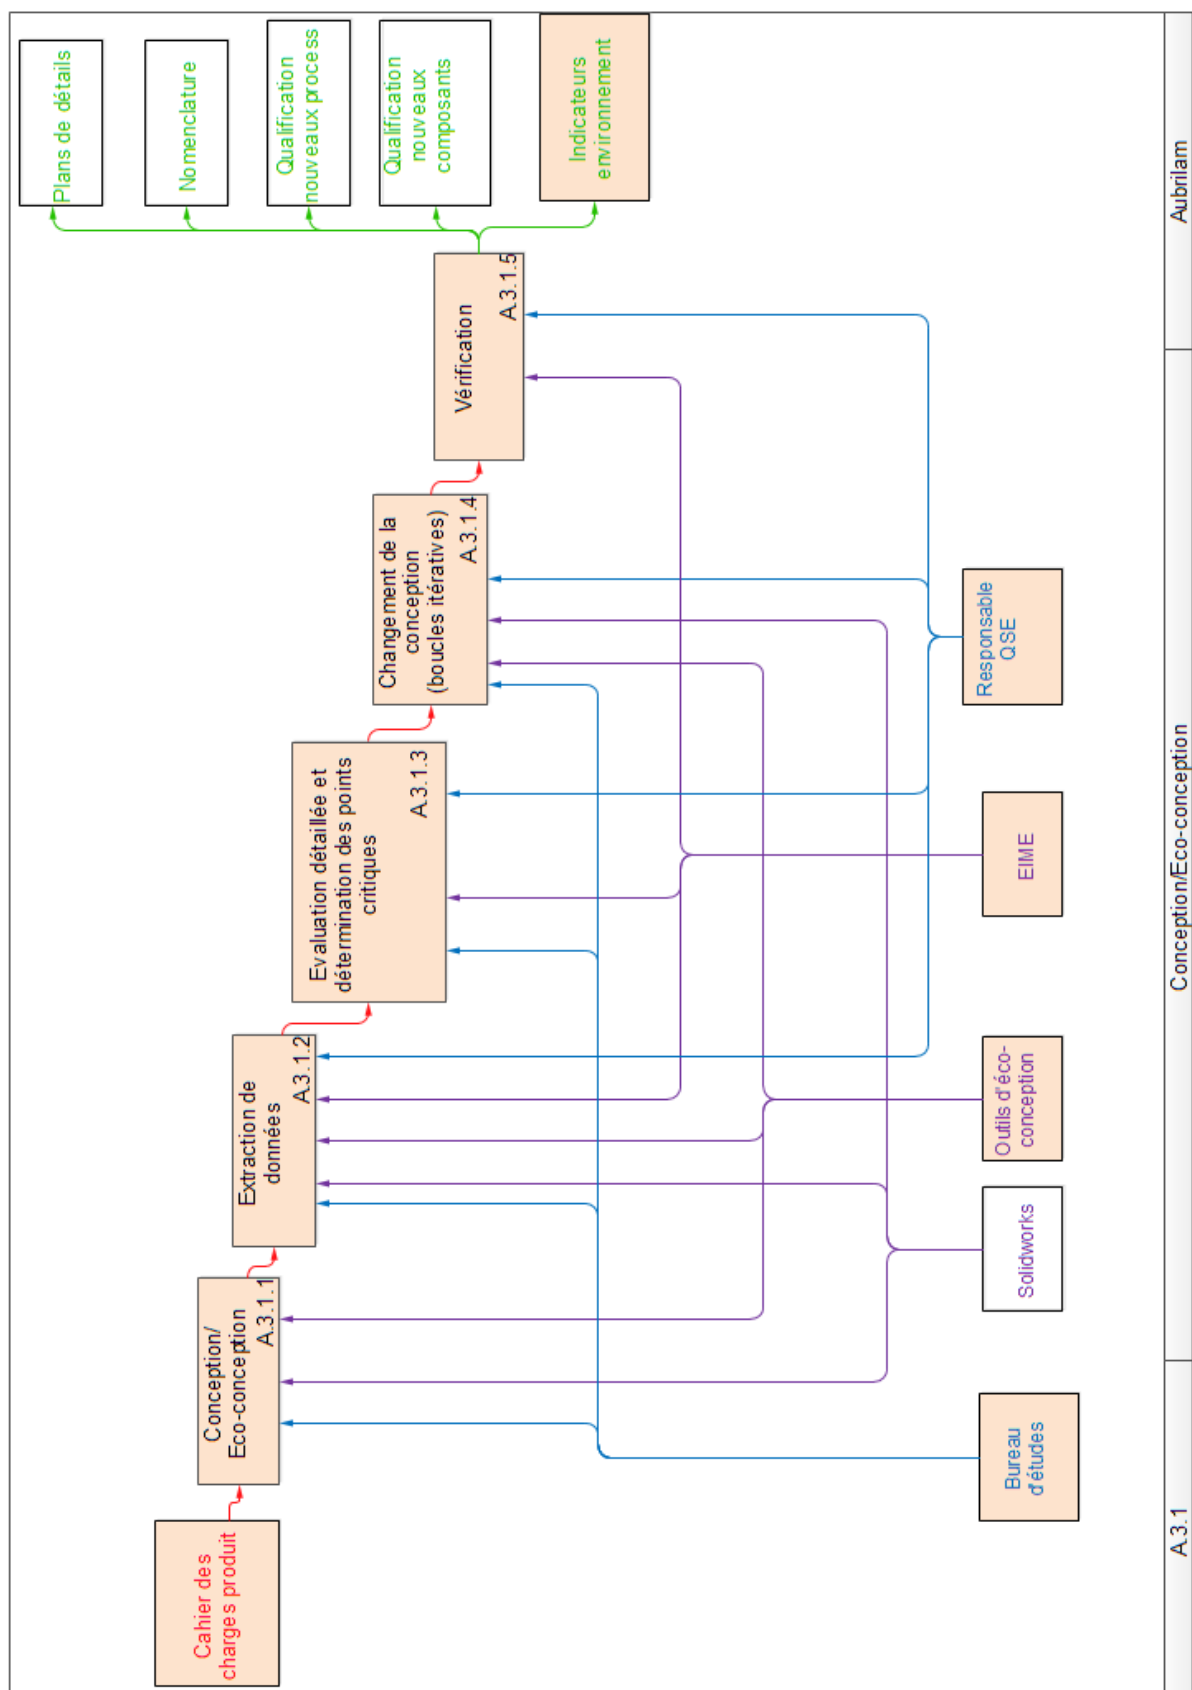 Cahier des
charges produit
Conception/
Eco-conception
A.3.1.1
Extraction de
données
A.3.1.2
Evaluation détaillée et
détermination des points
critiques
A.3.1.3
Changement de la
conception
(boucles itératives)
A.3.1.4
Vérification
A.3.1.5
Plans de détails
Nomenclature
Qualification
nouveaux process
Qualification
nouveaux
composants
Indicateurs
environnement
Bureau
d'études
Solidworks
Outils d'éco-
conception
EIME
Responsable
QSE
A.3.1
Conception/Eco-conception
Aubrilam